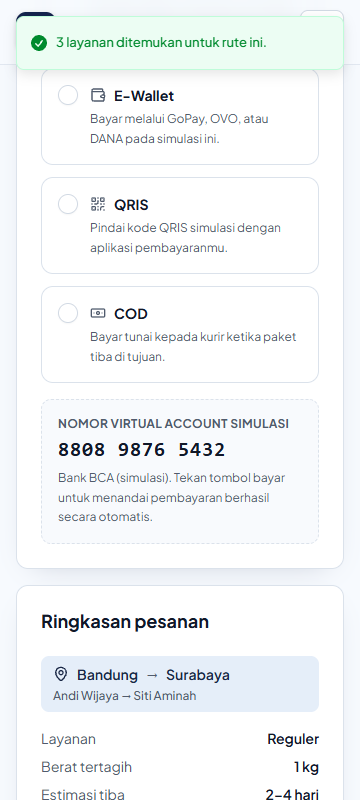 3 layanan ditemukan untuk rute ini.
E-Wallet
Bayar melalui GoPay, OVO, atau
DANA pada simulasi ini.
QRIS
Pindai kode QRIS simulasi dengan
aplikasi pembayaranmu.
COD
Bayar tunai kepada kurir ketika paket
tiba di tujuan.
NOMOR VIRTUAL ACCOUNT SIMULASI
8808 9876 5432
Bank BCA (simulasi). Tekan tombol bayar
untuk menandai pembayaran berhasil
secara otomatis.
Ringkasan pesanan
Bandung → Surabaya
Andi Wijaya → Siti Aminah
Layanan Reguler
Berat tertagih 1 kg
Estimasi tiba 2–4 hari